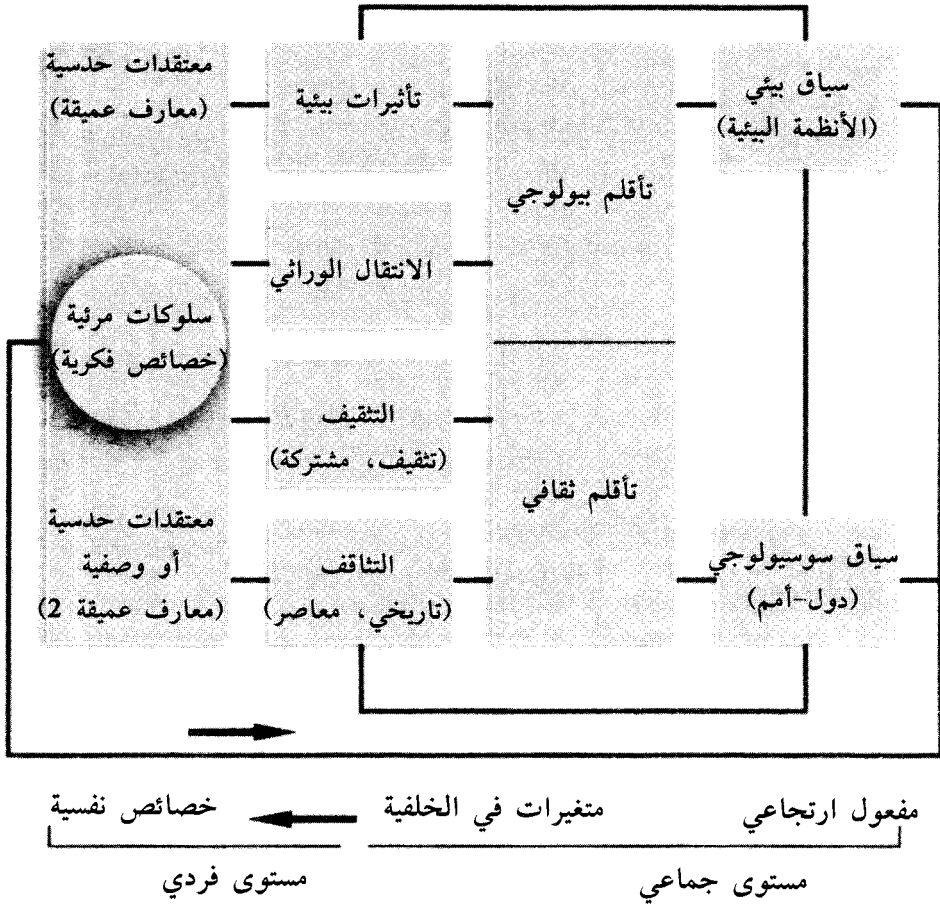 سياق بيئي
(الأنظمة البيئية)
سياق سوسيولوجي
(دول-أمم)
تأقلم بيولوجي
تأقلم ثقافي
تأثيرات بيئية
الانتقال الوراثي
التثقيف
(تثقيف، مشتركة)
التثاقف
(تاريخي، معاصر)
معتقدات حدسية
(معارف عميقة)
سلوكات مرئية
(خصائص فكرية)
معتقدات حدسية
أو وصفية
(معارف عميقة 2)
مفعول ارتجاعي
متغيرات في الخلفية
خصائص نفسية
مستوى جماعي
مستوى فردي